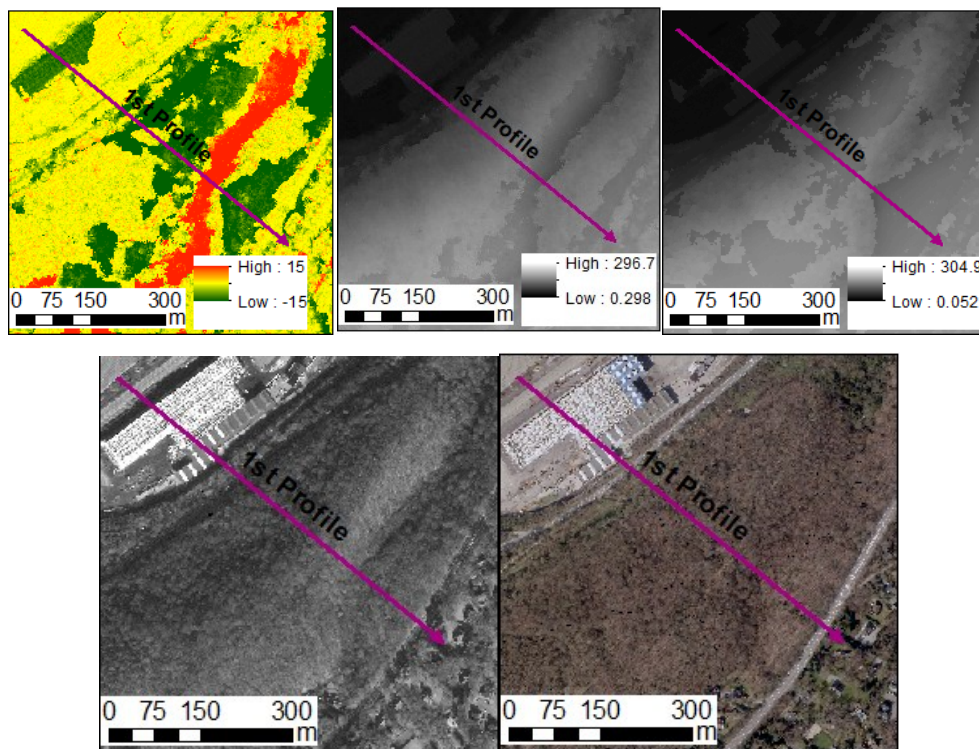 1st Profile
High : 15
Low : -15
0 75 150 300
m
1st Profile
High : 296.7
Low : 0.298
0 75 150 300
m
1st Profile
High : 304.9
Low : 0.052
0 75 150 300
m
1st Profile
0 75 150 300
m
1st Profile
0 75 150 300
m